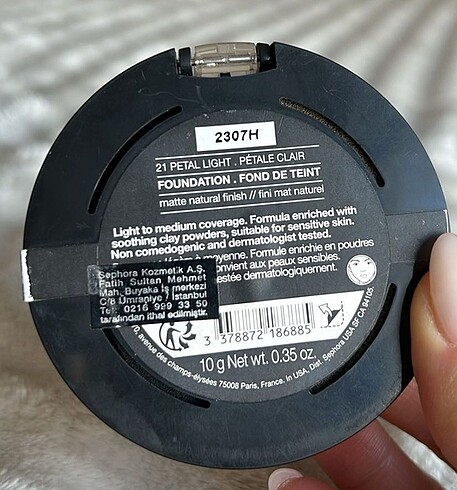 2307H
21 PETAL LIGHT . PÉTALE CLAIR
FOUNDATION . FOND DE TEINT
matte natural finish // fini mat naturel
Light to medium coverage. Formula enriched with
soothing clay powders, suitable for sensitive skin.
Non comedogenic and dermatologist tested.
à moyenne. Formule enrichie en poudres
convient aux peaux sensibles.
testée dermatologiquement.
Sephora Kozmetik A.Ş.
Fatih Sultan Mehmet
Mah. Buyaka iş merkezi
C/B Ümraniye / İstanbul
Tel: 0216 999 33 50
tarafından ithal edilmiştir.
3 378872 186885
10 g Net wt. 0.35 oz.
avenue des champs-élysées 75008 Paris, France. In USA, Dist. Sephora USA SF CA 94105